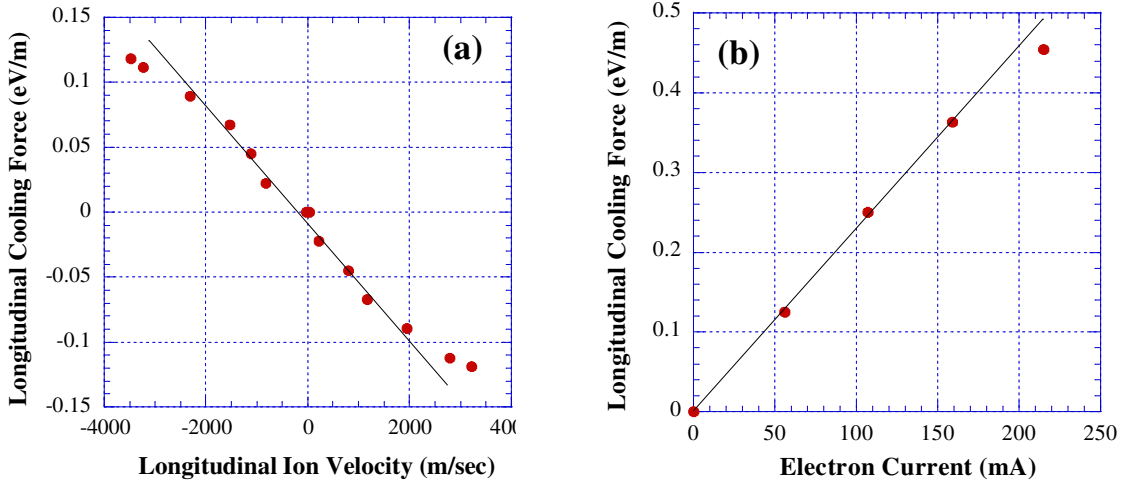 (a)
Longitudinal Cooling Force (eV/m)
0.15
0.1
0.05
0
-0.05
-0.1
-0.15
-4000 -2000 0 2000
Longitudinal Ion Velocity (m/sec)
(b)
Longitudinal Cooling Force (eV/m)
0.5
0.4
0.3
0.2
0.1
0
0 50 100 150 200 250
Electron Current (mA)